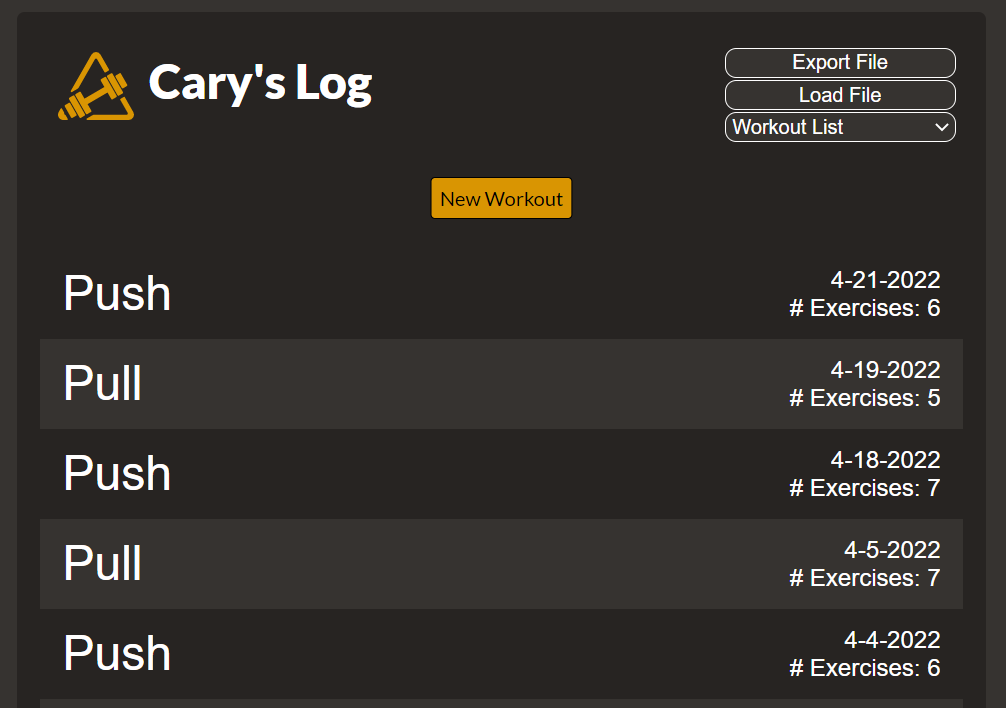 Cary's Log
Export File
Load File
Workout List
New Workout
Push
4-21-2022
# Exercises: 6
Pull
4-19-2022
# Exercises: 5
Push
4-18-2022
# Exercises: 7
Pull
4-5-2022
# Exercises: 7
Push
4-4-2022
# Exercises: 6